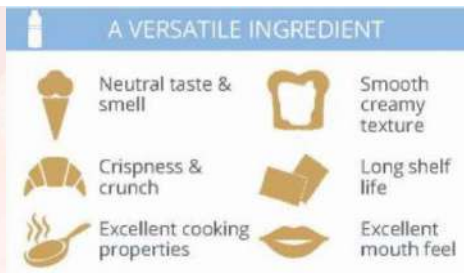 A VERSATILE INGREDIENT
Neutral taste &
smell
Smooth
creamy
texture
Crispness &
crunch
Long shelf
life
Excellent cooking
properties
Excellent
mouth feel